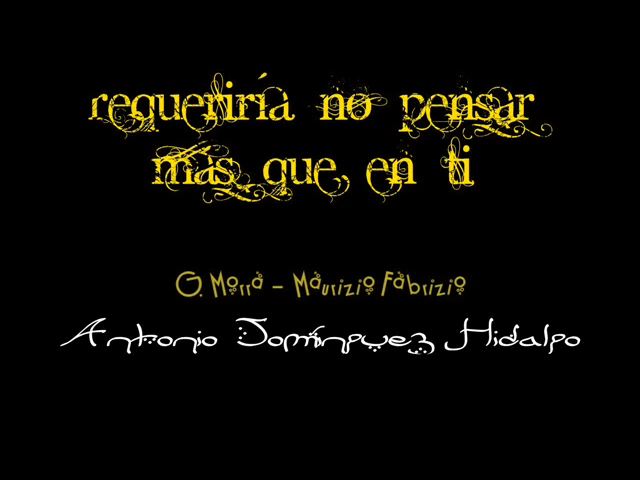 requeriría no pensar
más que en ti
G. Morra - Maurizio Fabrizio
Antonio Domínguez Hidalgo